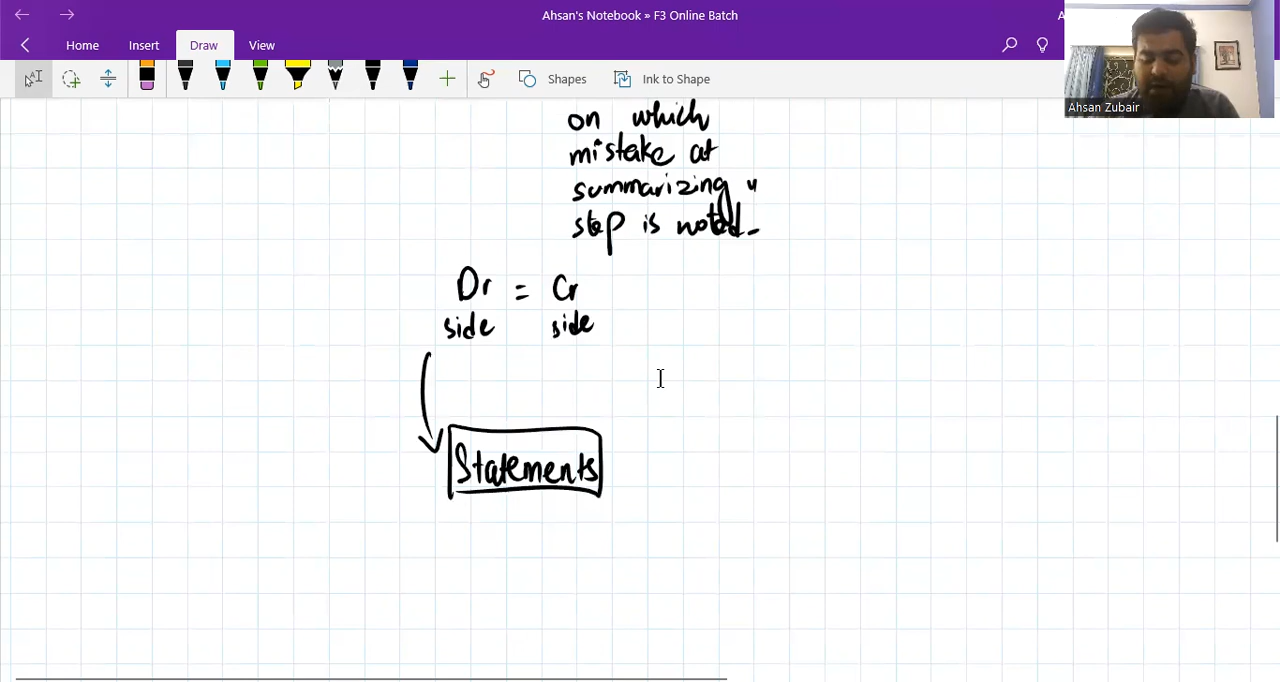 Ahsan's Notebook » F3 Online Batch
A
Home Insert Draw View
Shapes Ink to Shape
Ahsan Zubair
on which
mistake at
summarizing "
step is noted.
Dr = Cr
side side
Statements